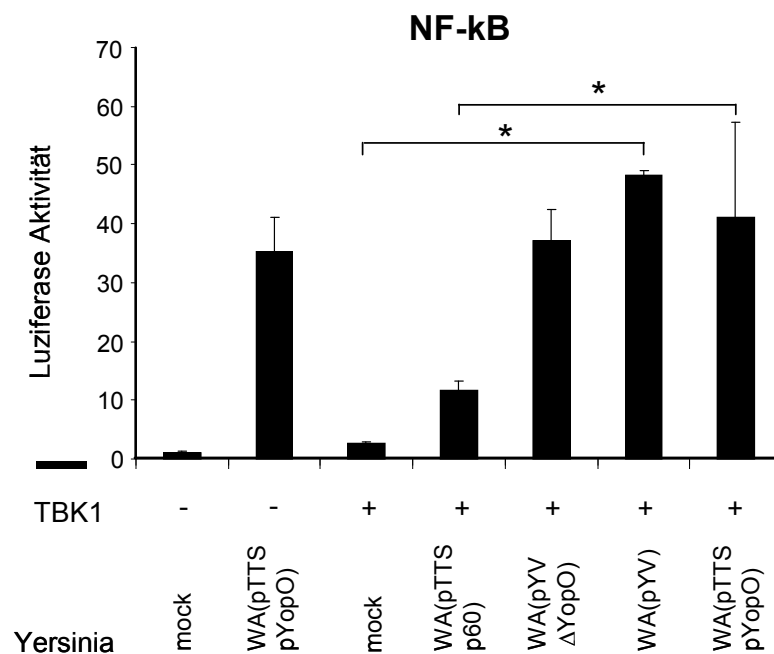 NF-kB
70
60
50
40
30
20
10
0
Luziferase Aktivität
*
*
TBK1 - - + + + + +
Yersinia
mock
WA(pTTS
pYopO)
mock
WA(pTTS
p60)
WA(pYV
ΔYopO)
WA(pYV)
WA(pTTS
pYopO)